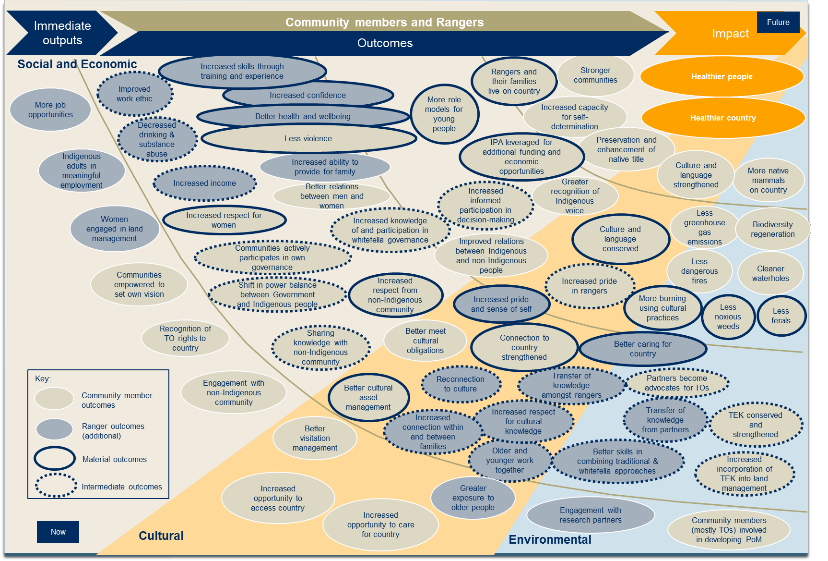 Immediate
outputs
Community members and Rangers
Outcomes
Impact
Future
Social and Economic
More job
opportunities
Improved
work ethic
Increased skills through
training and experience
Increased confidence
Decreased
drinking &
substance
abuse
Better health and wellbeing
Less violence
More role
models for
young
people
Rangers and
their families
live on country
Stronger
communities
Healthier people
Increased capacity
for self-
determination
Healthier country
Indigenous
adults in
meaningful
employment
Increased income
Increased ability to
provide for family
IPA leveraged for
additional funding and
economic
opportunities
Preservation and
enhancement of
native title
Culture and
language
strengthened
More native
mammals
on country
Better relations
between men and
women
Increased
informed
participation in
decision-making
Greater
recognition of
Indigenous
voice
Women
engaged in land
management
Increased respect for
women
Increased knowledge
of and participation in
whitefella governance
Culture and
language
conserved
Less
greenhouse
gas
emissions
Biodiversity
regeneration
Communities actively
participates in own
governance
Improved relations
between Indigenous
and non-Indigenous
people
Less
dangerous
fires
Cleaner
waterholes
Communities
empowered to
set own vision
Shift in power balance
between Government
and Indigenous people
Increased
respect from
non-Indigenous
community
Increased pride
and sense of self
Increased pride
in rangers
More burning
using cultural
practices
Less
noxious
weeds
Less
ferals
Recognition of
TO rights to
country
Sharing
knowledge with
non-Indigenous
community
Better meet
cultural
obligations
Connection to
country
strengthened
Better caring for
country
Key:
Community member
outcomes
Ranger outcomes
(additional)
Material outcomes
Intermediate outcomes
Engagement with
non-Indigenous
community
Better cultural
asset
management
Reconnection
to culture
Transfer of
knowledge
amongst rangers
Partners become
advocates for TOs
Better
visitation
management
Increased
connection within
and between
families
Increased respect
for cultural
knowledge
Transfer of
knowledge
from partners
TEK conserved
and
strengthened
Older and
younger work
together
Better skills in
combining traditional &
whitefella approaches
Increased
incorporation of
TFK into land
management
Increased
opportunity to
access country
Greater
exposure to
older people
Increased
opportunity to care
for country
Engagement with
research partners
Community members
(mostly TOs) involved
in developing PoM
Now
Cultural
Environmental